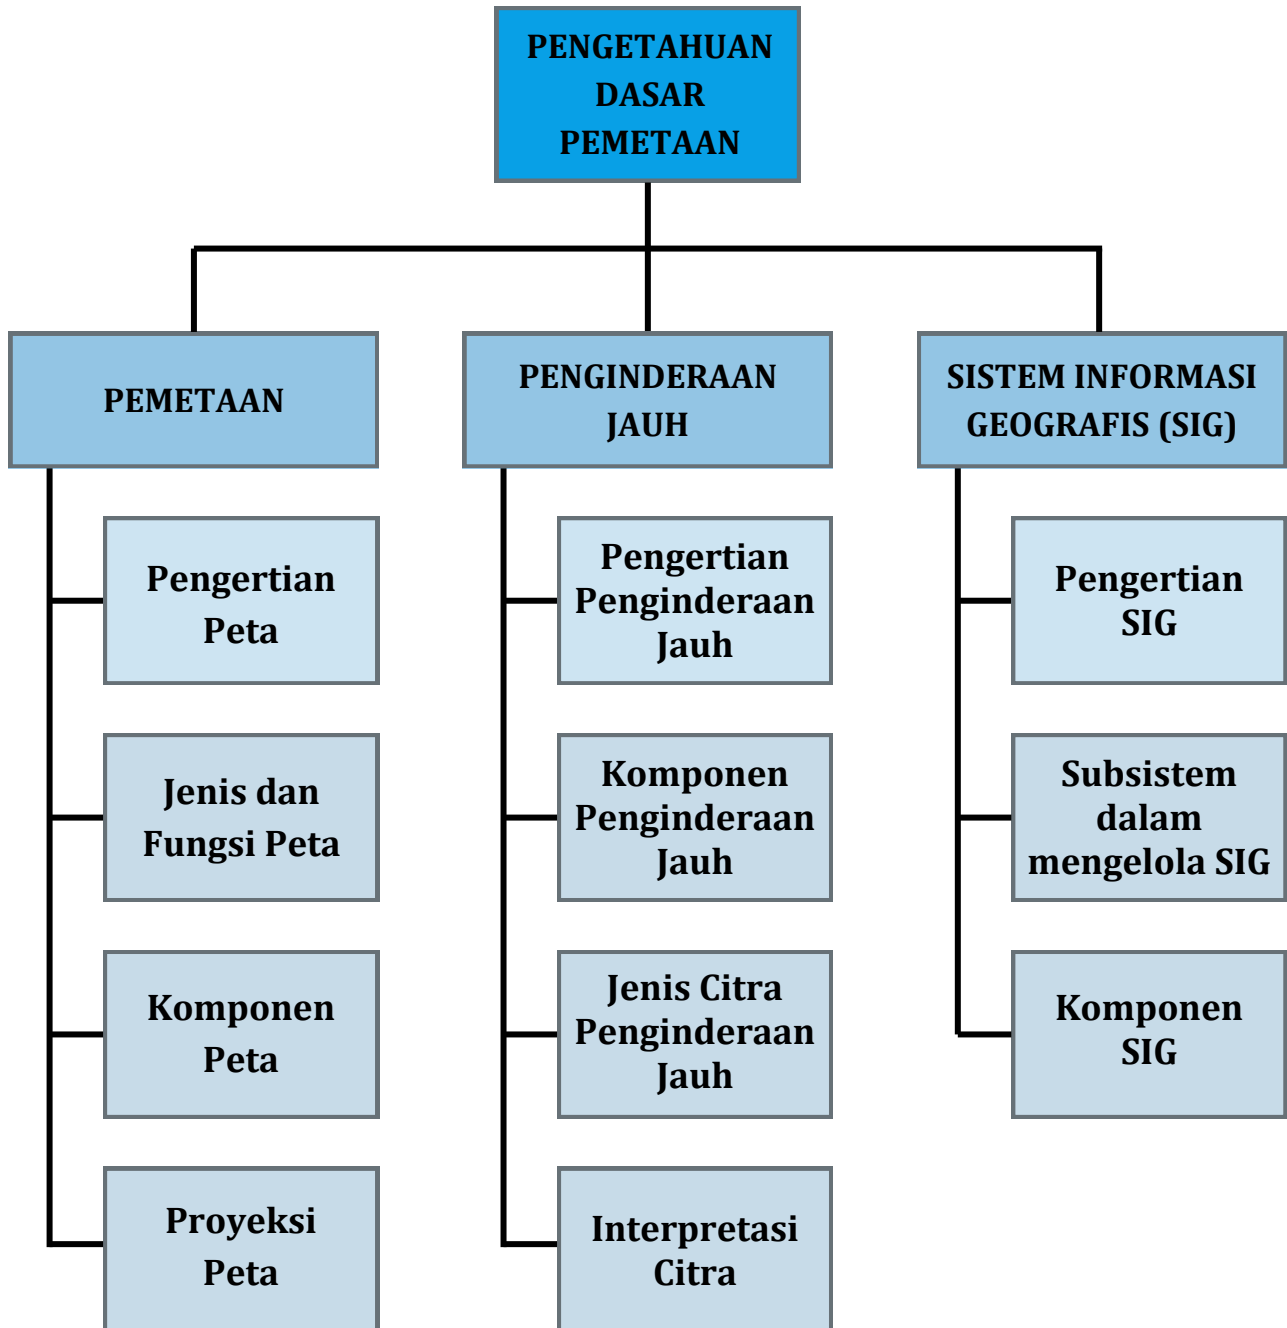 PENGETAHUAN
DASAR
PEMETAAN
PEMETAAN
Pengertian
Peta
Jenis dan
Fungsi Peta
Komponen
Peta
Proyeksi
Peta
PENGINDERAAN
JAUH
Pengertian
Penginderaan
Jauh
Komponen
Penginderaan
Jauh
Jenis Citra
Penginderaan
Jauh
Interpretasi
Citra
SISTEM INFORMASI
GEOGRAFIS (SIG)
Pengertian
SIG
Subsistem
dalam
mengelola SIG
Komponen
SIG